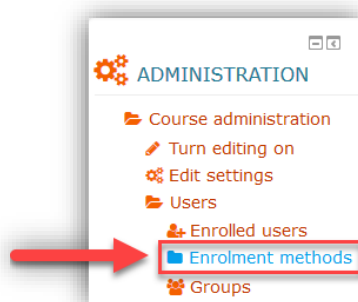 ADMINISTRATION
Course administration
Turn editing on
Edit settings
Users
Enrolled users
Enrolment methods
Groups